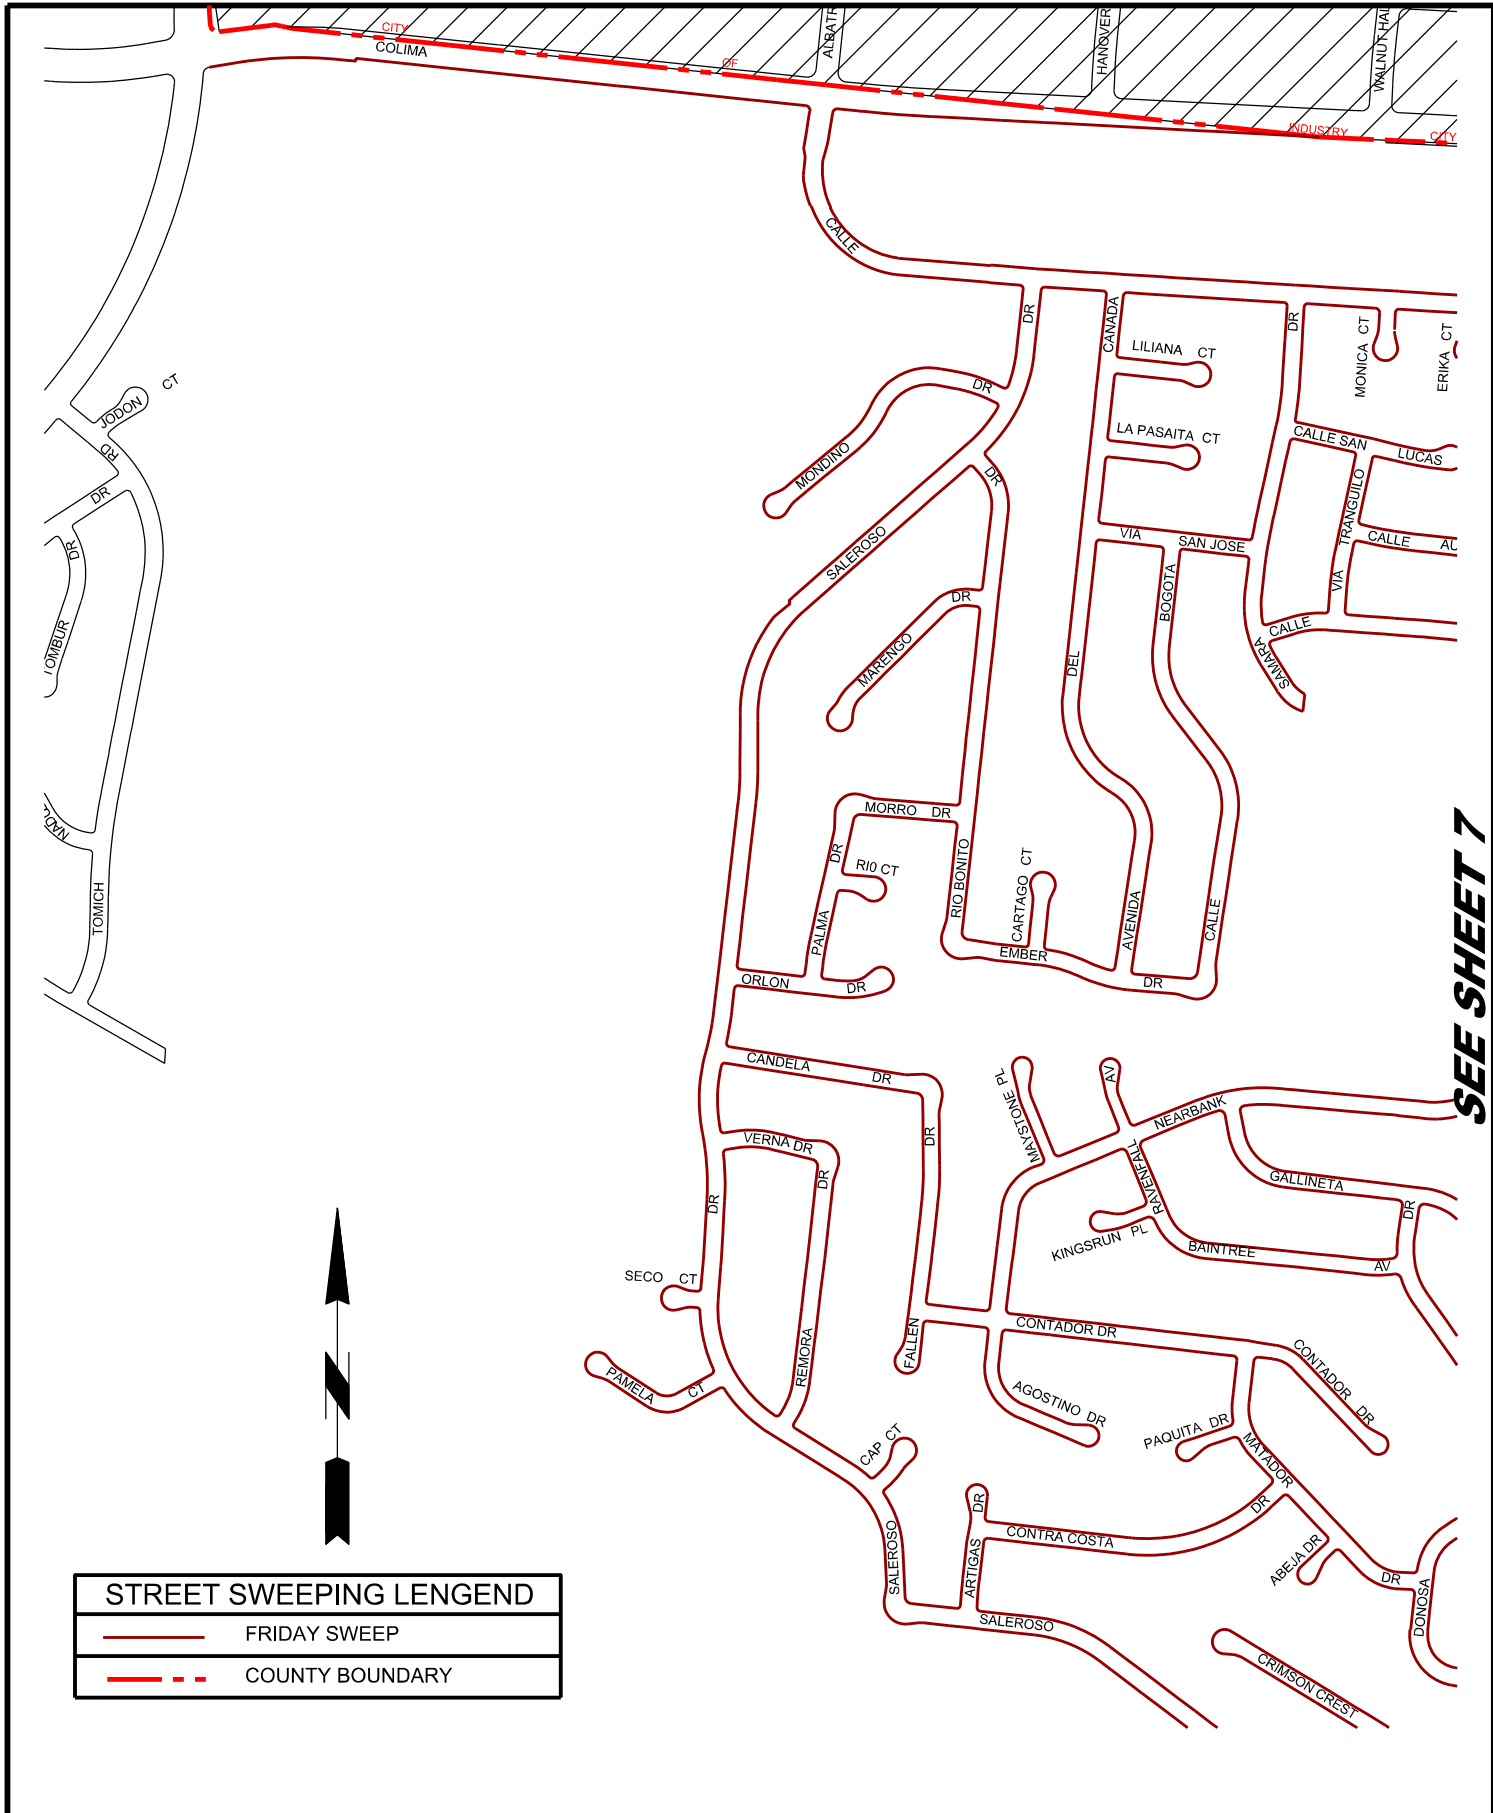 CITY
COLIMA
OF
HANOVER
INDUSTRY
CITY
CALLE
DR
CANADA
LILIANA CT
DR
MONICA CT
ERIKA CT
DR
LA PASAITA CT
CALLE SAN
LUCAS
JODON CT
RD
DR
DR
MONDINO
DR
SALEROSO
VIA
SAN JOSE
TRANGUILO
VIA
CALLE
BOGOTA
DR
MARENGO
CALLE
SAMARA
DEL
MORRO DR
DR
RI0 CT
PALMA
RIO BONITO
CARTAGO CT
EMBER
DR
AVENIDA
CALLE
TOMICH
ORLON
DR
SEE SHEET 7
CANDELA
DR
DR
MAYSTONE PL
AV
NEARBANK
RAVENFALL
GALLINETA
DR
VERNA DR
DR
DR
KINGSRUN PL
BAINTREE
AV
SECO CT
PAMELA
CT
REMORA
FALLEN
CONTADOR DR
CONTADOR DR
AGOSTINO DR
PAQUITA DR
MATADOR
DR
CAP CT
DR
CONTRA COSTA
ARTIGAS
SALEROSO
SALEROSO
ABEJA DR
DR
DONOSA
CRIMSON CREST
N
STREET SWEEPING LENGEND
FRIDAY SWEEP
COUNTY BOUNDARY